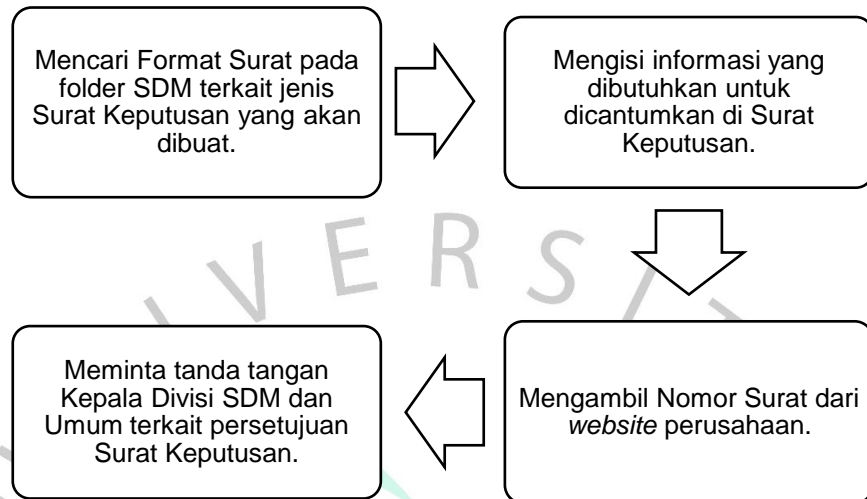 Mencari Format Surat pada
folder SDM terkait jenis
Surat Keputusan yang akan
dibuat.
Mengisi informasi yang
dibutuhkan untuk
dicantumkan di Surat
Keputusan.
Mengambil Nomor Surat dari
website perusahaan.
Meminta tanda tangan
Kepala Divisi SDM dan
Umum terkait persetujuan
Surat Keputusan.
IVERSIT